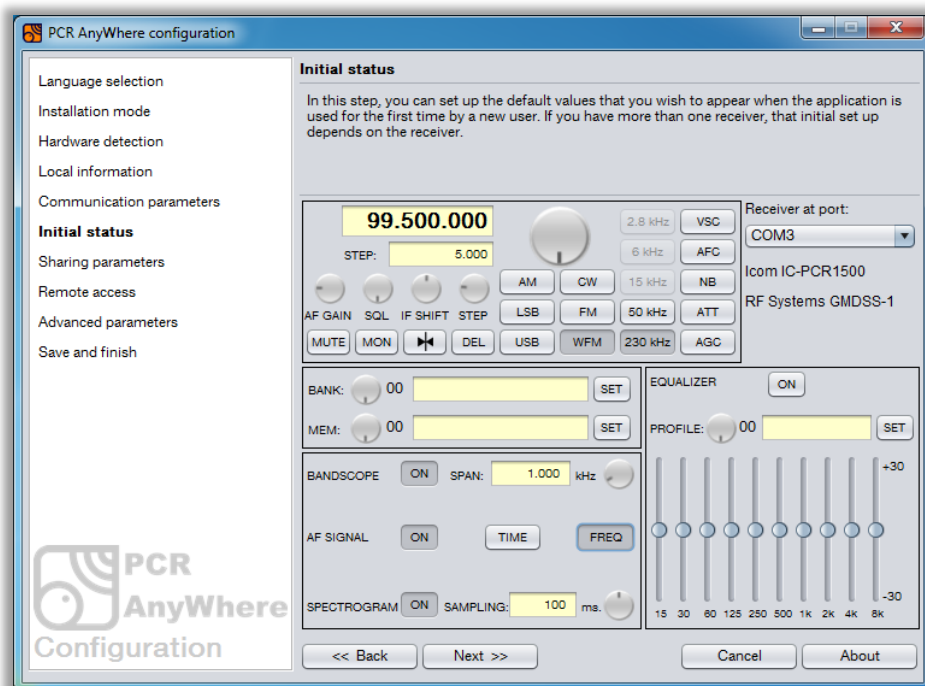 PCR AnyWhere configuration
Language selection
Installation mode
Hardware detection
Local information
Communication parameters
Initial status
Sharing parameters
Remote access
Advanced parameters
Save and finish
PCR
AnyWhere
Configuration
Initial status
In this step, you can set up the default values that you wish to appear when the application is
used for the first time by a new user. If you have more than one receiver, that initial set up
depends on the receiver.
99.500.000
STEP: 5.000
AF GAIN SQL IF SHIFT STEP
MUTE MON DEL
AM CW
LSB FM
USB WFM
2.8 kHz VSC
6 kHz AFC
15 kHz NB
50 kHz ATT
230 kHz AGC
Receiver at port:
COM3
Icom IC-PCR1500
RF Systems GMDSS-1
BANK: 00 SET
MEM: 00 SET
BANDSCOPE ON SPAN: 1.000 kHz
AF SIGNAL ON TIME FREQ
SPECTROGRAM ON SAMPLING: 100 ms.
EQUALIZER ON
PROFILE: 00 SET
+30
-30
15 30 60 125 250 500 1k 2k 4k 8k
<< Back Next >> Cancel About